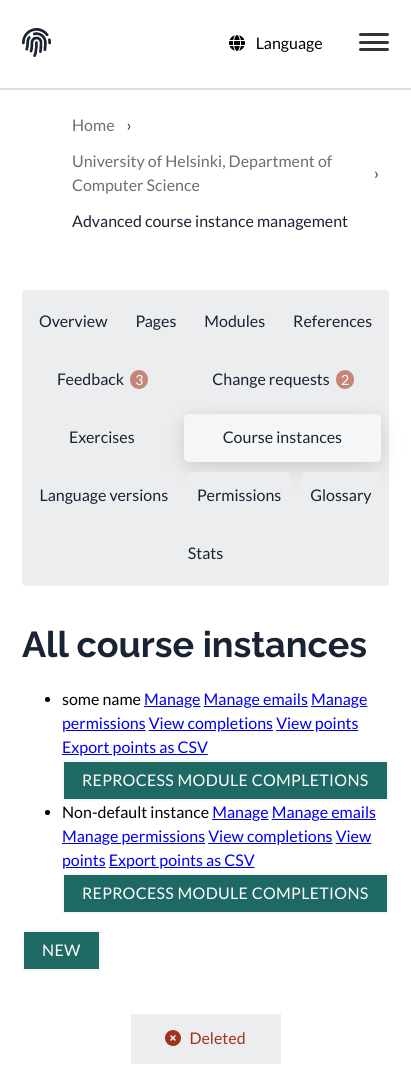 Language
Home ›
University of Helsinki, Department of
Computer Science ›
Advanced course instance management
Overview Pages Modules References
Feedback 3 Change requests 2
Exercises Course instances
Language versions Permissions Glossary
Stats
All course instances
• some name Manage Manage emails Manage
permissions View completions View points
Export points as CSV
REPROCESS MODULE COMPLETIONS
• Non-default instance Manage Manage emails
Manage permissions View completions View
points Export points as CSV
REPROCESS MODULE COMPLETIONS
NEW
Deleted